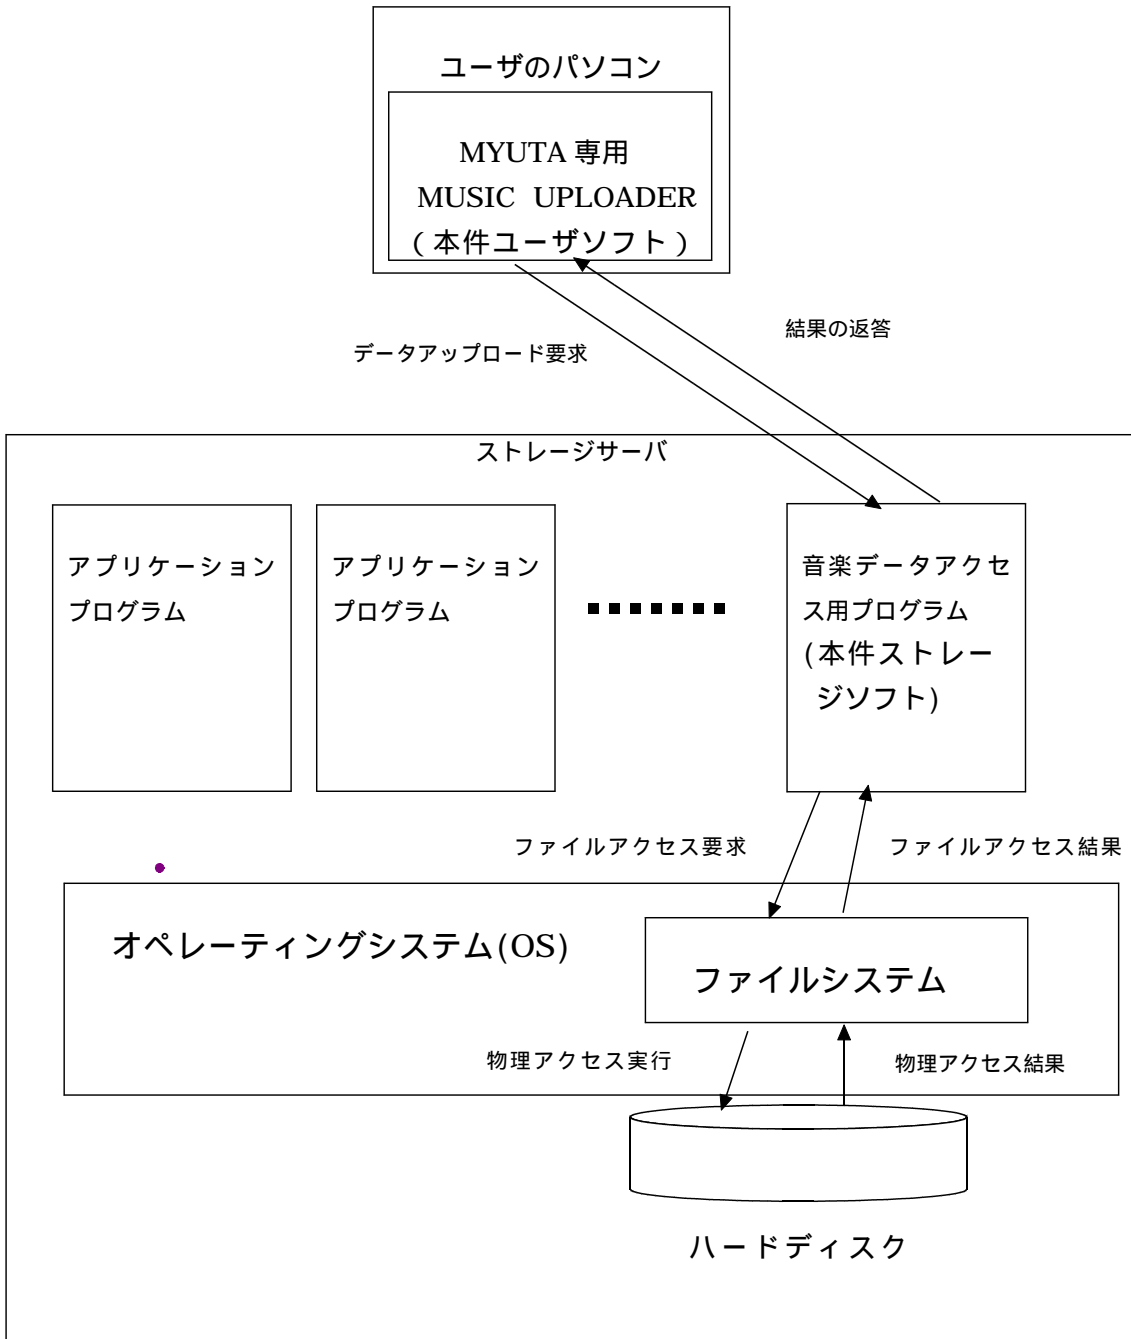 ユーザのパソコン
MYUTA 専用
MUSIC UPLOADER
(本件ユーザソフト)
結果の返答
データアップロード要求
ストレージサーバ
アプリケーション
プログラム
アプリケーション
プログラム
音楽データアクセ
ス用プログラム
(本件ストレー
ジソフト)
ファイルアクセス要求
ファイルアクセス結果
オペレーティングシステム(OS)
ファイルシステム
物理アクセス実行
物理アクセス結果
ハードディスク